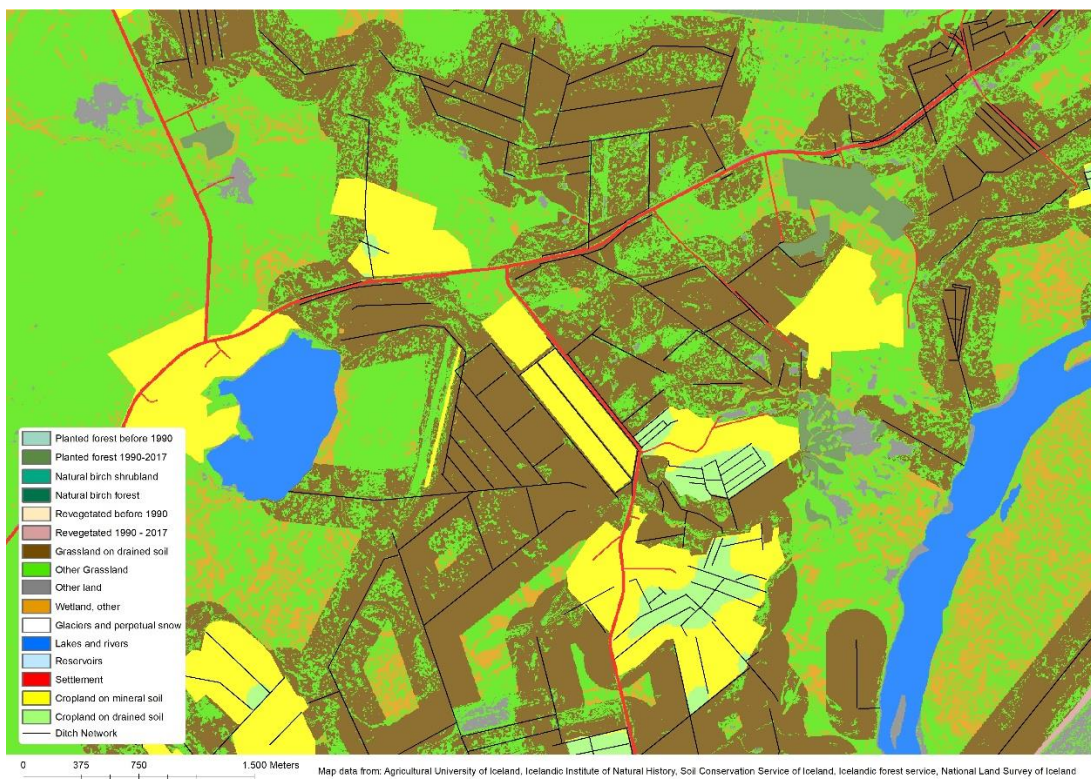 Planted forest before 1990
Planted forest 1990-2017
Natural birch shrubland
Natural birch forest
Revegetated before 1990
Revegetated 1990 - 2017
Grassland on drained soil
Other Grassland
Other land
Wetland, other
Glaciers and perpetual snow
Lakes and rivers
Reservoirs
Settlement
Cropland on mineral soil
Cropland on drained soil
Ditch Network
0 375 750 1.500 Meters
Map data from: Agricultural University of Iceland, Icelandic Institute of Natural History, Soil Conservation Service of Iceland, Icelandic forest service, National Land Survey of Iceland